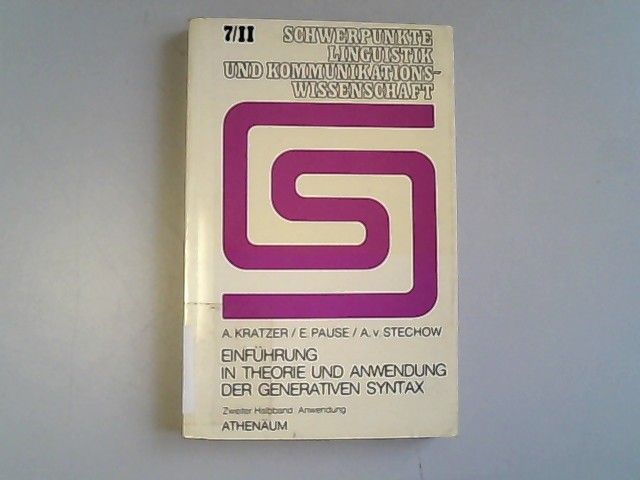 7/II
SCHWERPUNKTE
LINGUISTIK
UND KOMMUNIKATIONS-
WISSENSCHAFT
A. KRATZER / E. PAUSE / A. v. STECHOW
EINFÜHRUNG
IN THEORIE UND ANWENDUNG
DER GENERATIVEN SYNTAX
Zweiter Halbband: Anwendung
ATHENÄUM